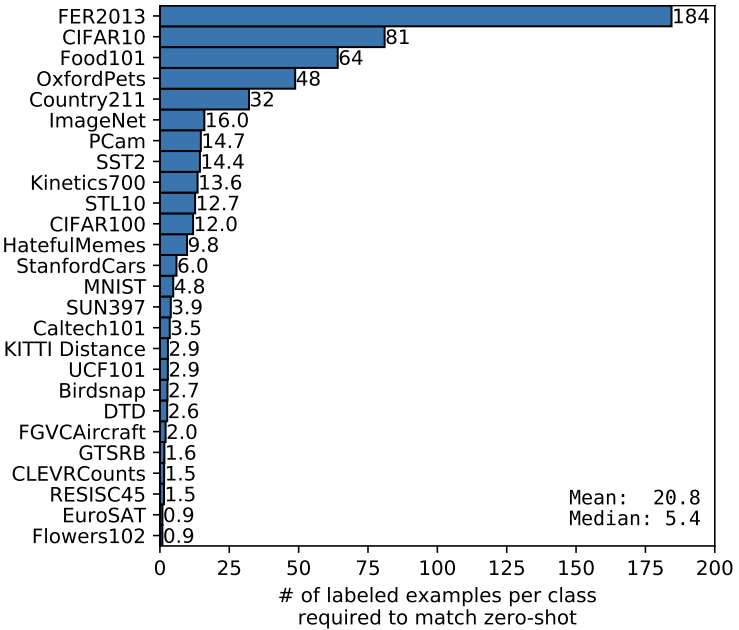 FER2013 184
CIFAR10 81
Food101 64
OxfordPets 48
Country211 32
ImageNet 16.0
PCam 14.7
SST2 14.4
Kinetics700 13.6
STL10 12.7
CIFAR100 12.0
HatefulMemes 9.8
StanfordCars 6.0
MNIST 4.8
SUN397 3.9
Caltech101 3.5
KITTI Distance 2.9
UCF101 2.9
Birdsnap 2.7
DTD 2.6
FGVCAircraft 2.0
GTSRB 1.6
CLEVRCounts 1.5
RESISC45 1.5
EuroSAT 0.9
Flowers102 0.9
Mean: 20.8
Median: 5.4
0 25 50 75 100 125 150 175 200
# of labeled examples per class
required to match zero-shot